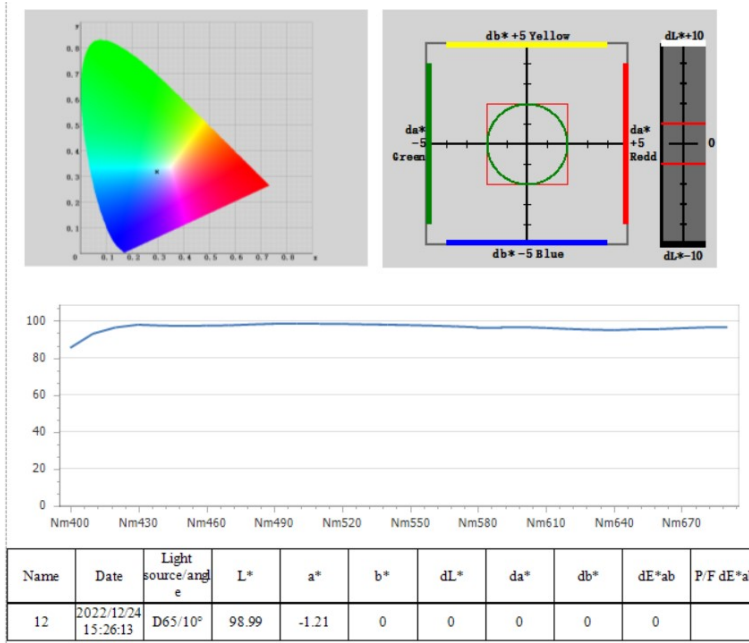 y
0.8
0.7
0.6
0.5
0.4
0.3
0.2
0.1
0 0.1 0.2 0.3 0.4 0.5 0.6 0.7 0.8 x
db* +5 Yellow
da*
-5
Green
da*
+5
Redd
db* -5 Blue
dL*+10
0
dL*-10
100
80
60
40
20
0
Nm400 Nm430 Nm460 Nm490 Nm520 Nm550 Nm580 Nm610 Nm640 Nm670
Name Date Light source/angl e L* a* b* dL* da* db* dE*ab P/F dE*a
12 2022/12/24 15:26:13 D65/10° 98.99 -1.21 0 0 0 0 0